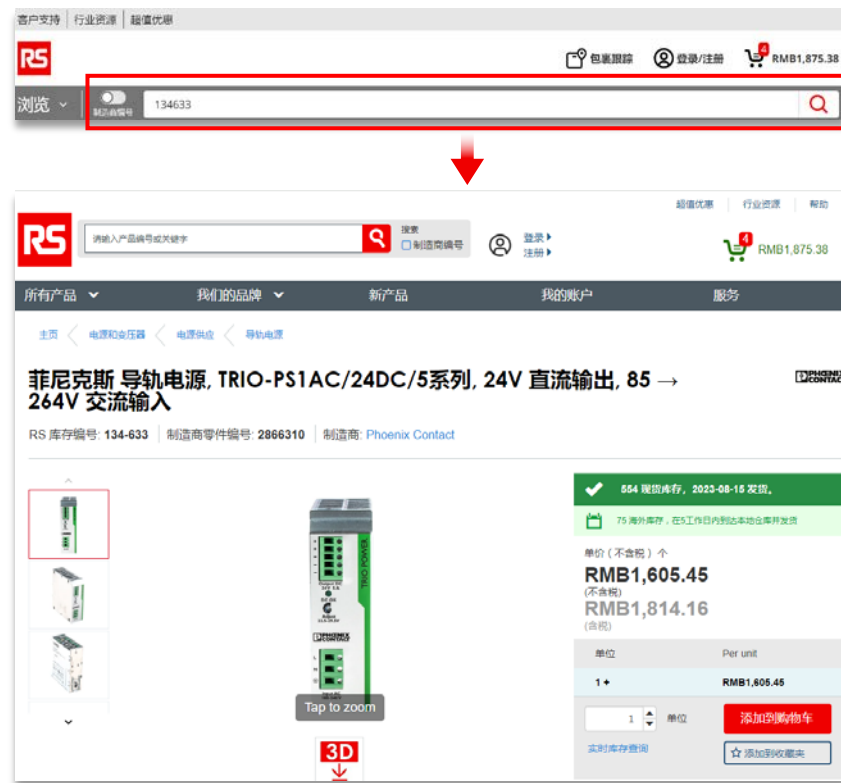 客户支持 行业资源 超值优惠
RS
包裹跟踪 登录/注册 4 RMB1,875.38
浏览 制造商编号 134633
超值优惠 行业资源 帮助
RS 请输入产品编号或关键字 搜索
制造商编号
登录
注册
4 RMB1,875.38
所有产品 我们的品牌 新产品 我的账户 服务
主页 电源和变压器 电源供应 导轨电源
菲尼克斯 导轨电源, TRIO-PS1AC/24DC/5系列, 24V 直流输出, 85 →
264V 交流输入
PHOENIX
CONTACT
RS 库存编号: 134-633 制造商零件编号: 2866310 制造商: Phoenix Contact
554 现货库存，2023-08-15 发货。
75 海外库存，在5工作日内到达本地仓库并发货
单价（不含税）个
RMB1,605.45
(不含税)
RMB1,814.16
(含税)
单位 Per unit
1 + RMB1,605.45
1 单位 添加到购物车
实时库存查询 添加到收藏夹
TRIO POWER
PHOENIX
CONTACT
Tap to zoom
3D